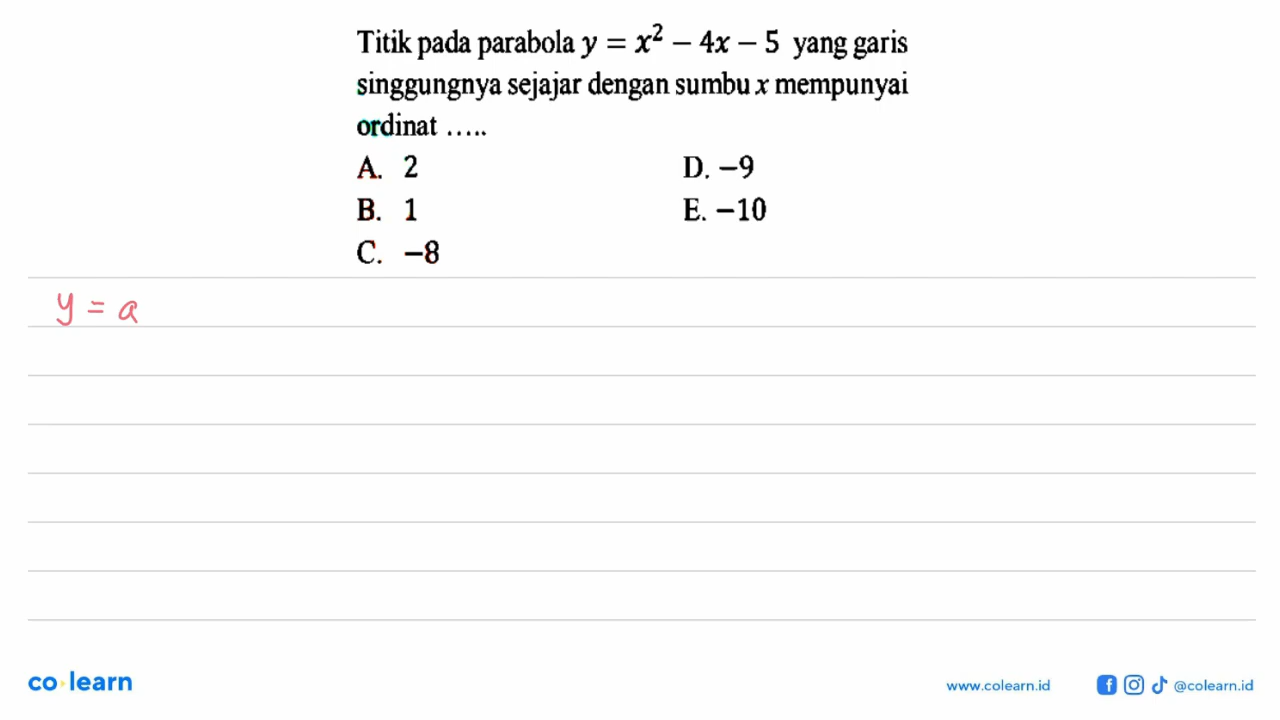 Titik pada parabola y = x² − 4x − 5 yang garis
singgungnya sejajar dengan sumbu x mempunyai
ordinat .....
A. 2 D. −9
B. 1 E. −10
C. −8
y = a
co learn www.colearn.id @colearn.id